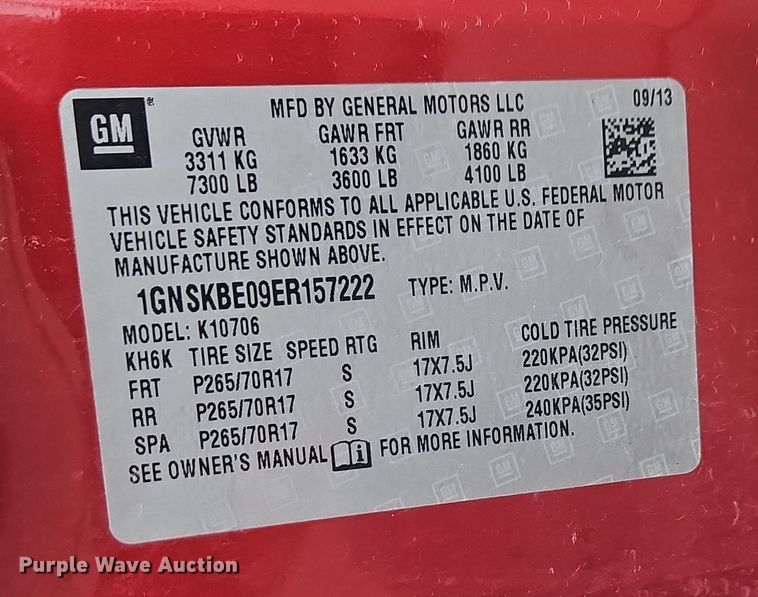 GM ® MFD BY GENERAL MOTORS LLC 09/13
GVWR GAWR FRT GAWR RR
3311 KG 1633 KG 1860 KG
7300 LB 3600 LB 4100 LB
THIS VEHICLE CONFORMS TO ALL APPLICABLE U.S. FEDERAL MOTOR
VEHICLE SAFETY STANDARDS IN EFFECT ON THE DATE OF
MANUFACTURE SHOWN ABOVE.
1GNSKBE09ER157222 TYPE: M.P.V.
MODEL: K10706
KH6K TIRE SIZE SPEED RTG RIM COLD TIRE PRESSURE
FRT P265/70R17 S 17X7.5J 220KPA(32PSI)
RR P265/70R17 S 17X7.5J 220KPA(32PSI)
SPA P265/70R17 S 17X7.5J 240KPA(35PSI)
SEE OWNER'S MANUAL FOR MORE INFORMATION.
Purple Wave Auction